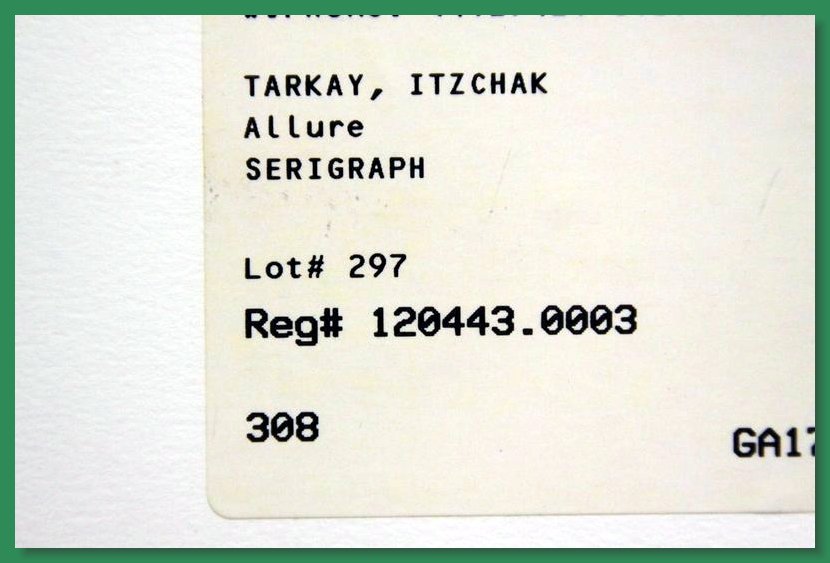 TARKAY, ITZCHAK
Allure
SERIGRAPH
Lot# 297
Reg# 120443.0003
308